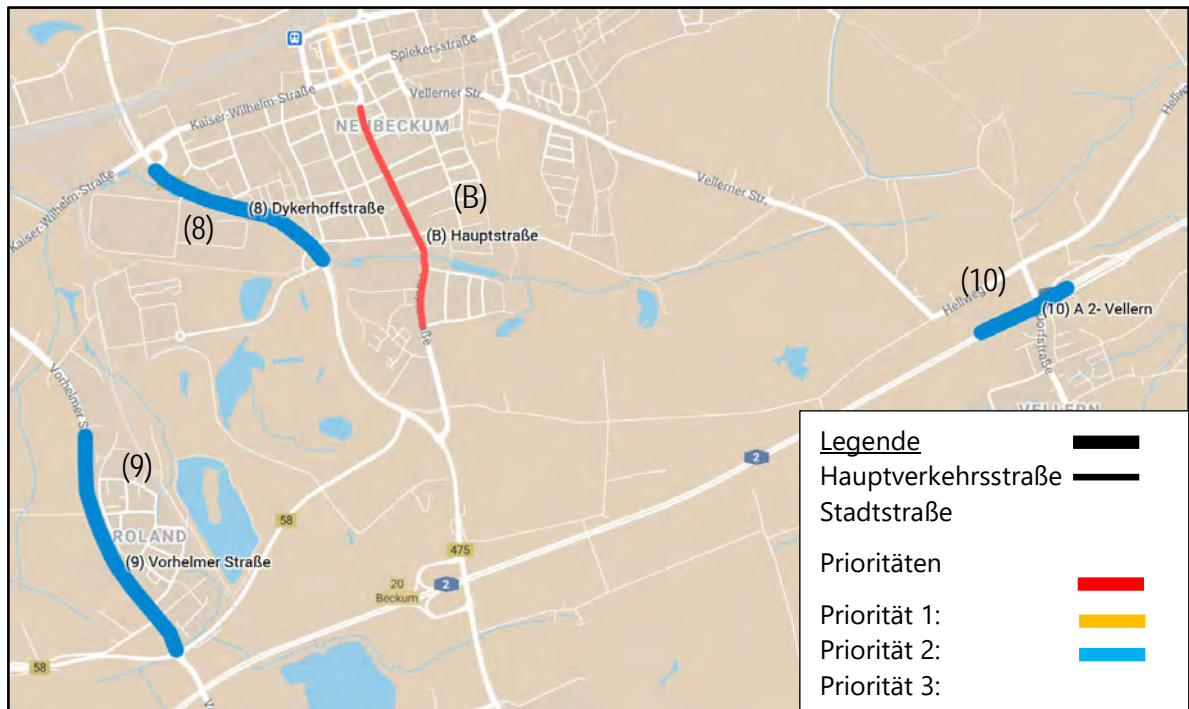 Spiekersstraße
Kaiser-Wilhelm-Straße
Vellerner Str.
NEUBECKUM
Hellweg
Vellerner Str.
Kaiser-Wilhelm-Straße
(8)
(8) Dykerhoffstraße
(B)
(B) Hauptstraße
(10)
Hellweg
(10) A 2- Vellern
Dorfstraße
VELLERN
Vorhelmer S
(9)
ROLAND
(9) Vorhelmer Straße
58
475
2
2
20
Beckum
58
Legende
Hauptverkehrsstraße
Stadtstraße
Prioritäten
Priorität 1:
Priorität 2:
Priorität 3: